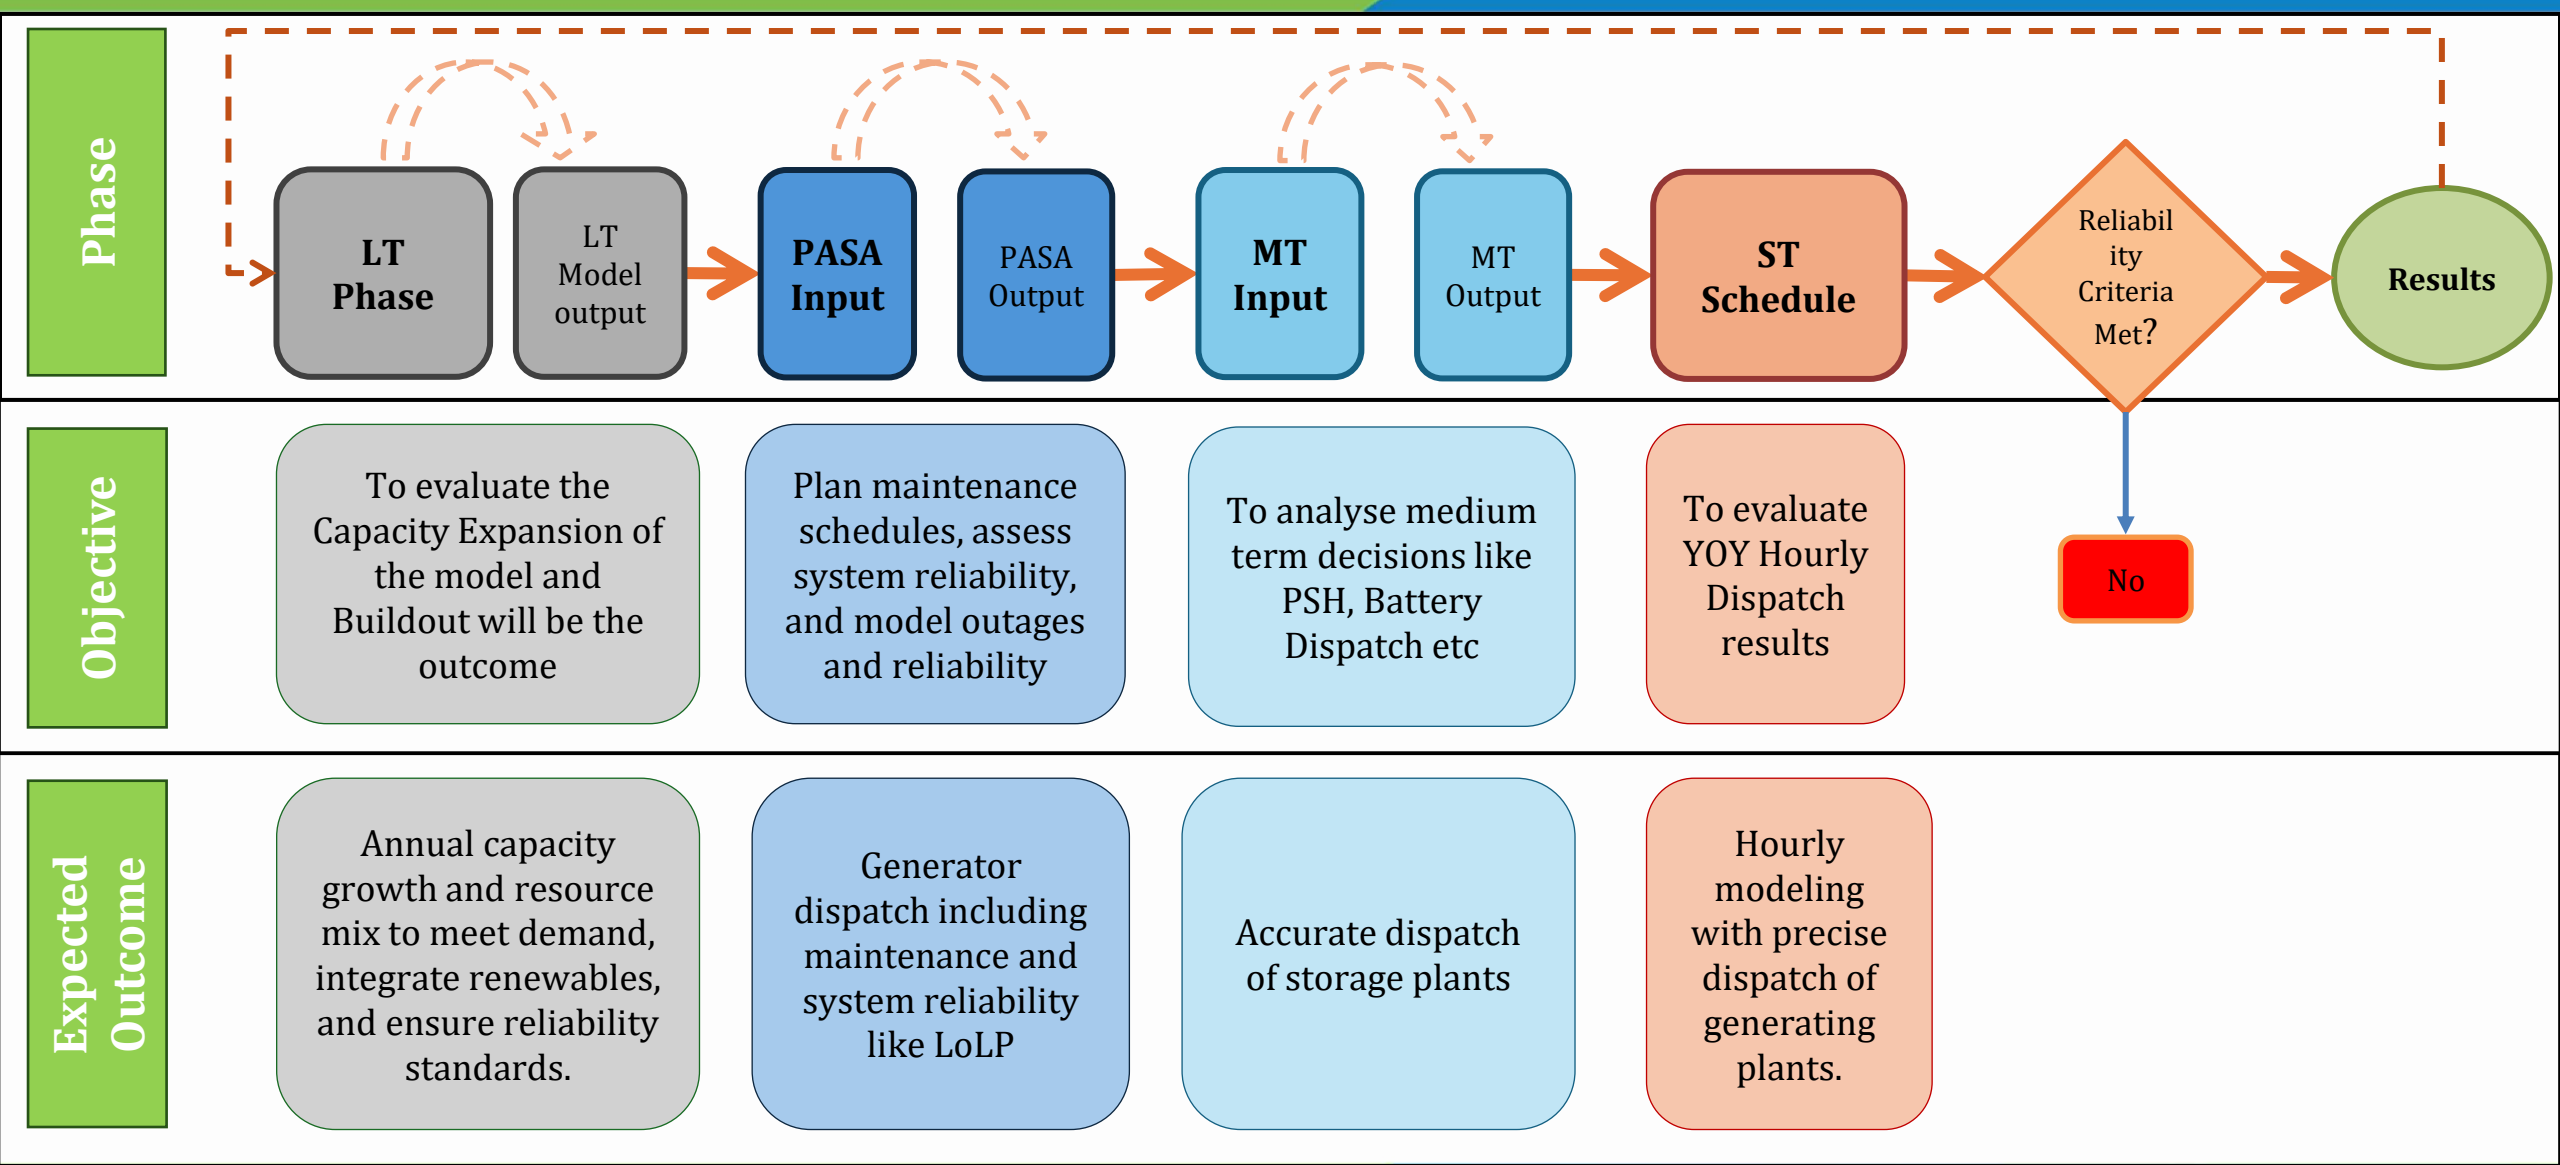 Phase
LT
Phase
LT
Model
output
PASA
Input
PASA
Output
MT
Input
MT
Output
ST
Schedule
Reliabil
ity
Criteria
Met?
Results
Objective
To evaluate the
Capacity Expansion of
the model and
Buildout will be the
outcome
Plan maintenance
schedules, assess
system reliability,
and model outages
and reliability
To analyse medium
term decisions like
PSH, Battery
Dispatch etc
To evaluate
YOY Hourly
Dispatch
results
No
Expected
Outcome
Annual capacity
growth and resource
mix to meet demand,
integrate renewables,
and ensure reliability
standards.
Generator
dispatch including
maintenance and
system reliability
like LoLP
Accurate dispatch
of storage plants
Hourly
modeling
with precise
dispatch of
generating
plants.